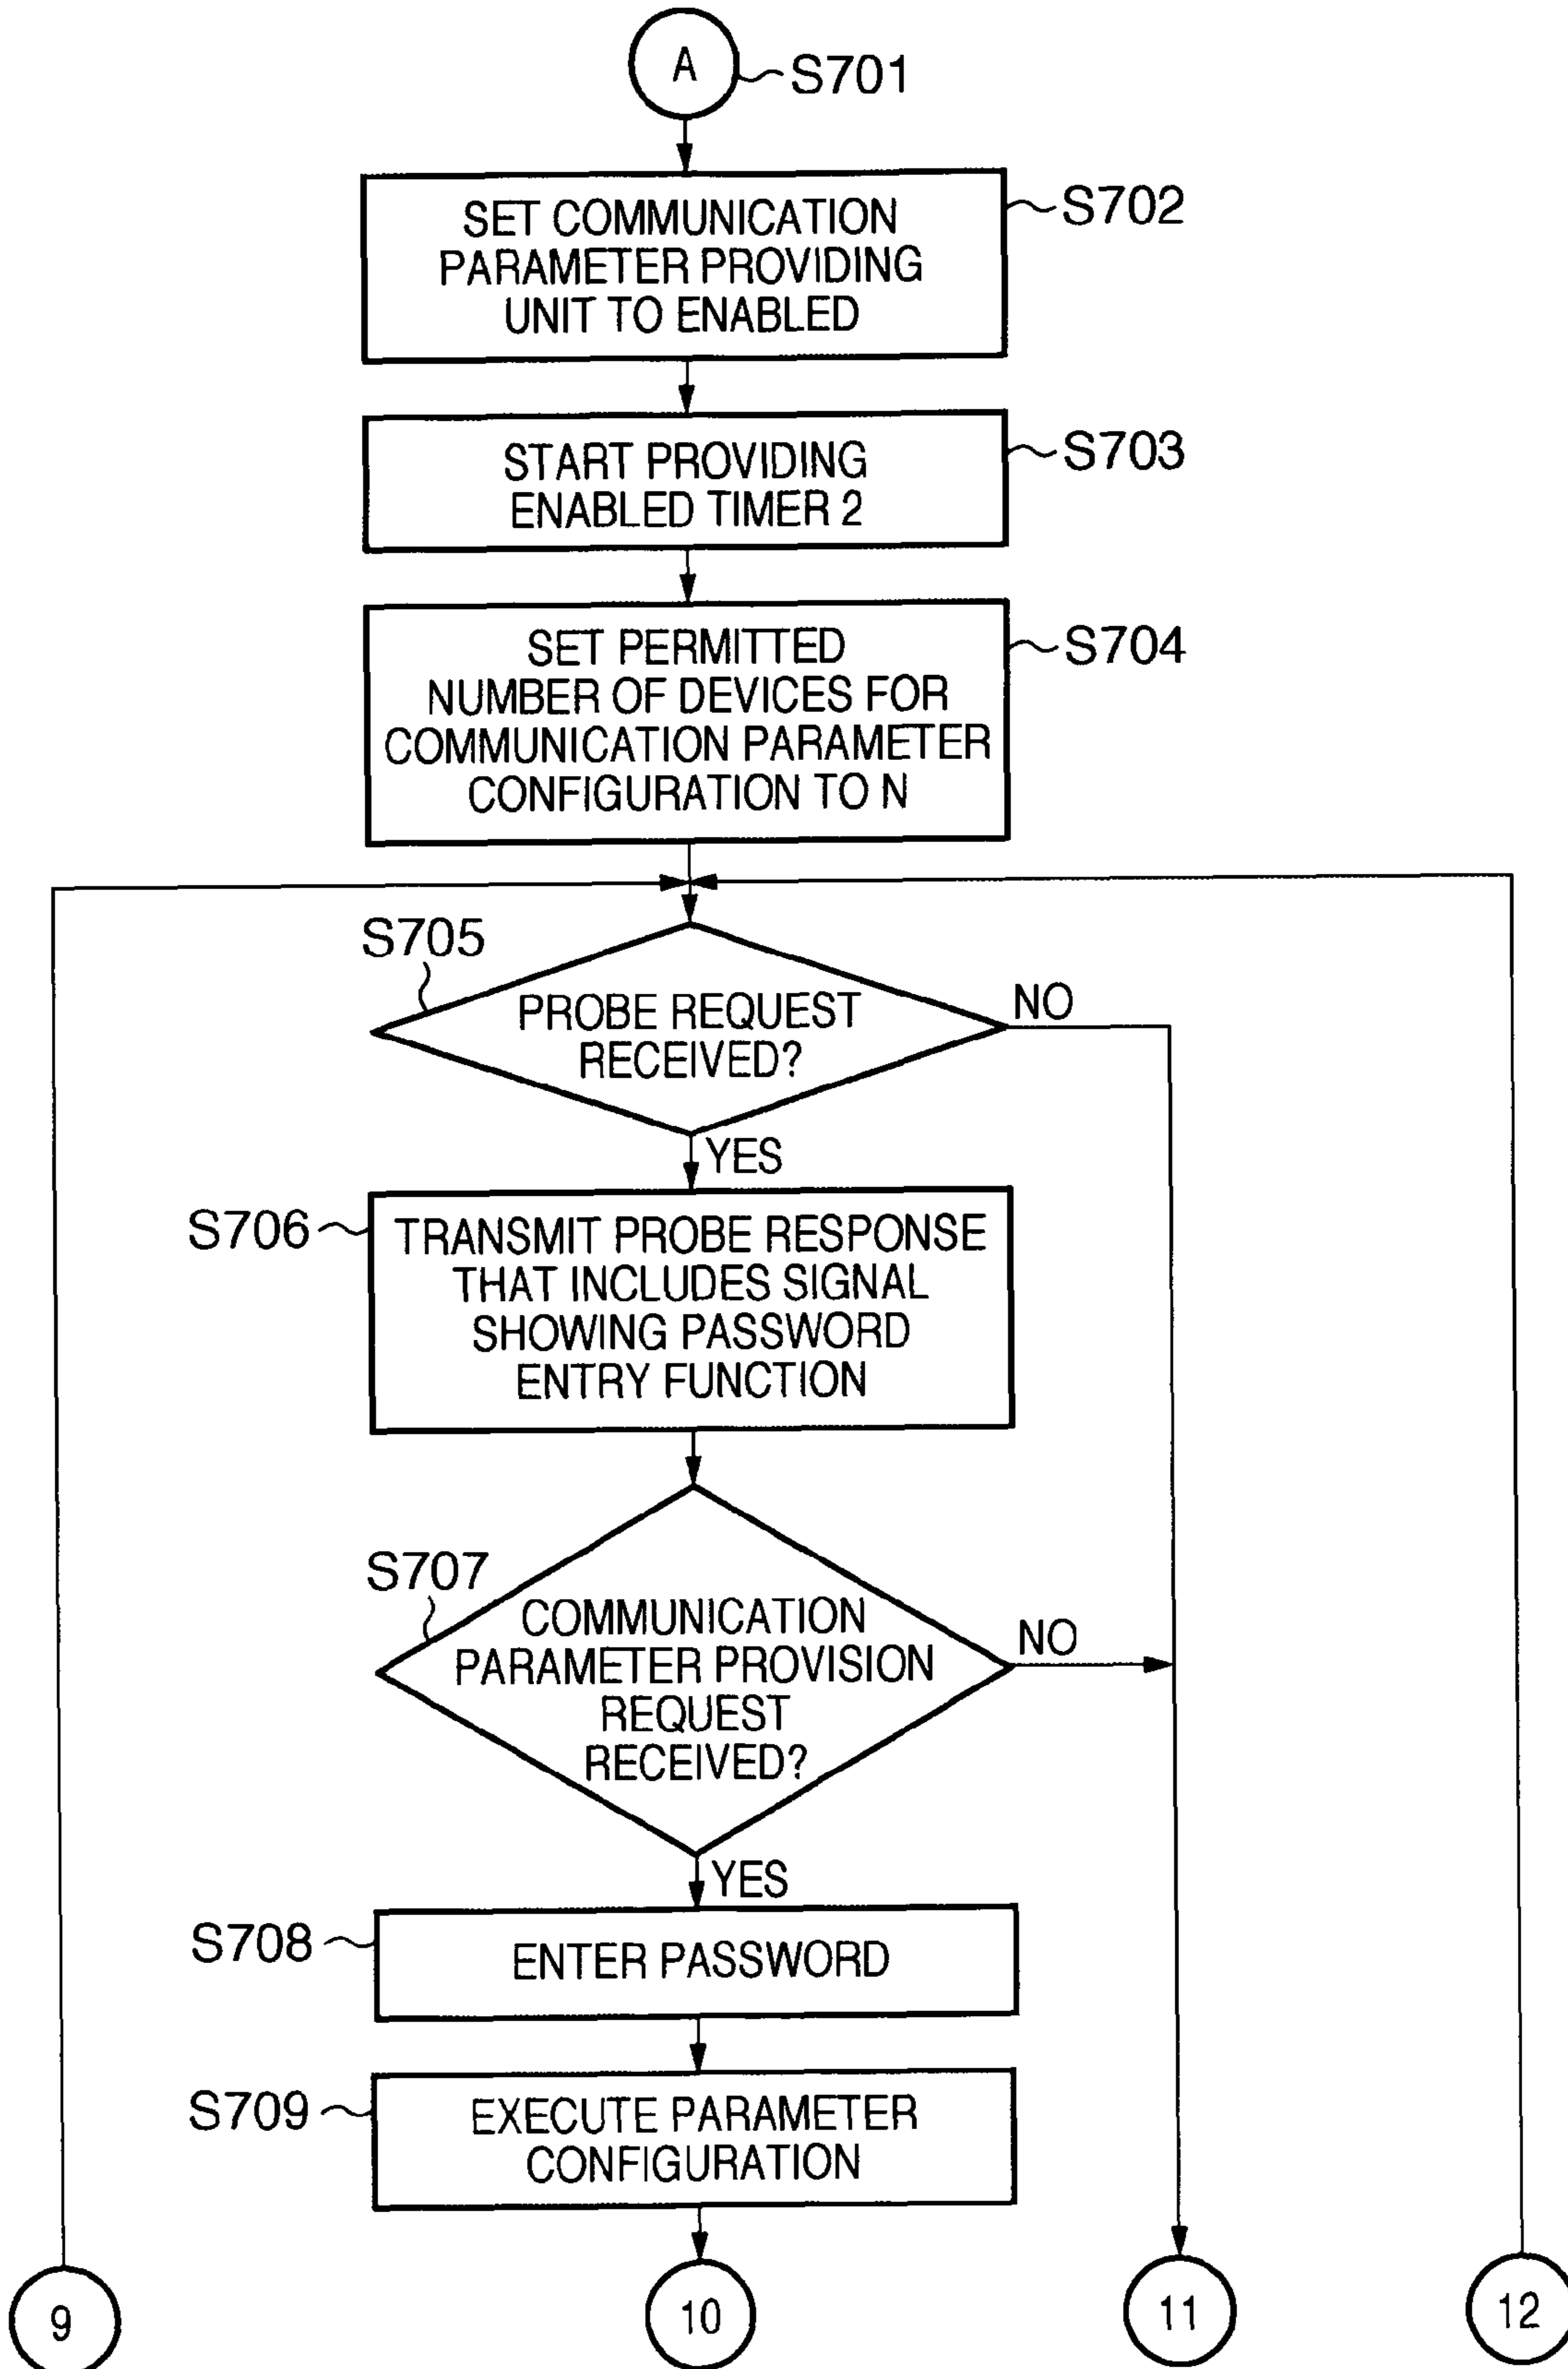 A
S701
SET COMMUNICATION
PARAMETER PROVIDING
UNIT TO ENABLED
S702
START PROVIDING
ENABLED TIMER 2
S703
SET PERMITTED
NUMBER OF DEVICES FOR
COMMUNICATION PARAMETER
CONFIGURATION TO N
S704
S705
PROBE REQUEST
RECEIVED?
NO
YES
S706
TRANSMIT PROBE RESPONSE
THAT INCLUDES SIGNAL
SHOWING PASSWORD
ENTRY FUNCTION
S707
COMMUNICATION
PARAMETER PROVISION
REQUEST
RECEIVED?
NO
YES
S708
ENTER PASSWORD
S709
EXECUTE PARAMETER
CONFIGURATION
9
10
11
12